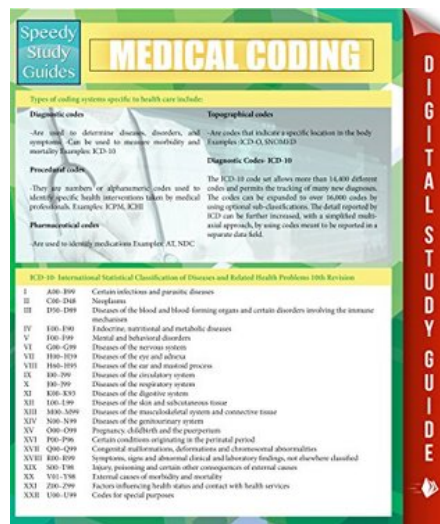 Speedy
Study
Guides
MEDICAL CODING
Types of coding systems specific to health care include:
Diagnostic codes
-Are used to determine diseases, disorders, and
symptoms -Can be used to measure morbidity and
mortality Examples: ICD-10
Procedural codes
-They are numbers or alphanumeric codes used to
identify specific health interventions taken by medical
professionals. Examples: ICPM, ICHI
Pharmaceutical codes
-Are used to identify medications Examples: AT, NDC
Topographical codes
-Are codes that indicate a specific location in the body
Examples :ICD-O, SNOMED
Diagnostic Codes- ICD-10
The ICD-10 code set allows more than 14,400 different
codes and permits the tracking of many new diagnoses.
The codes can be expanded to over 16,000 codes by
using optional sub-classifications. The detail reported by
ICD can be further increased, with a simplified multi-
axial approach, by using codes meant to be reported in a
separate data field.
ICD-10- International Statistical Classification of Diseases and Related Health Problems 10th Revision
I A00-B99 Certain infectious and parasitic diseases
II C00-D48 Neoplasms
III D50-D89 Diseases of the blood and blood-forming organs and certain disorders involving the immune
mechanism
IV E00-E90 Endocrine, nutritional and metabolic diseases
V F00-F99 Mental and behavioral disorders
VI G00-G99 Diseases of the nervous system
VII H00-H59 Diseases of the eye and adnexa
VIII H60-H95 Diseases of the ear and mastoid process
IX I00-I99 Diseases of the circulatory system
X J00-J99 Diseases of the respiratory system
XI K00-K93 Diseases of the digestive system
XII L00-L99 Diseases of the skin and subcutaneous tissue
XIII M00-M99 Diseases of the musculoskeletal system and connective tissue
XIV N00-N99 Diseases of the genitourinary system
XV O00-O99 Pregnancy, childbirth and the puerperium
XVI P00-P96 Certain conditions originating in the perinatal period
XVII Q00-Q99 Congenital malformations, deformations and chromosomal abnormalities
XVIII R00-R99 Symptoms, signs and abnormal clinical and laboratory findings, not elsewhere classified
XIX S00-T98 Injury, poisoning and certain other consequences of external causes
XX V01-Y98 External causes of morbidity and mortality
XXI Z00-Z99 Factors influencing health status and contact with health services
XXII U00-U99 Codes for special purposes
DIGITAL STUDY GUIDE